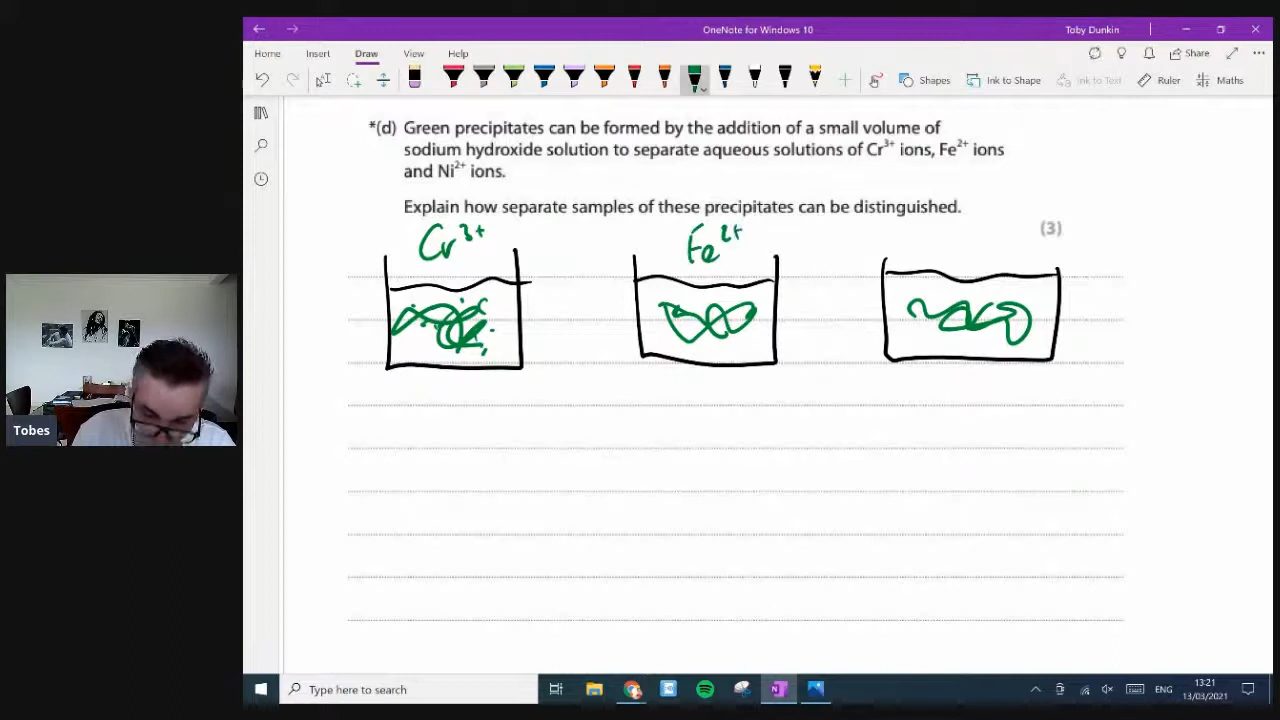 OneNote for Windows 10
Toby Dunkin
Home Insert Draw View Help
Share
Shapes Ink to Shape Ink to Text Ruler Maths
*(d) Green precipitates can be formed by the addition of a small volume of
sodium hydroxide solution to separate aqueous solutions of Cr³⁺ ions, Fe²⁺ ions
and Ni²⁺ ions.
Explain how separate samples of these precipitates can be distinguished.
(3)
Cr³⁺ Fe²⁺
Tobes
Type here to search
ENG
13:21
13/03/2021